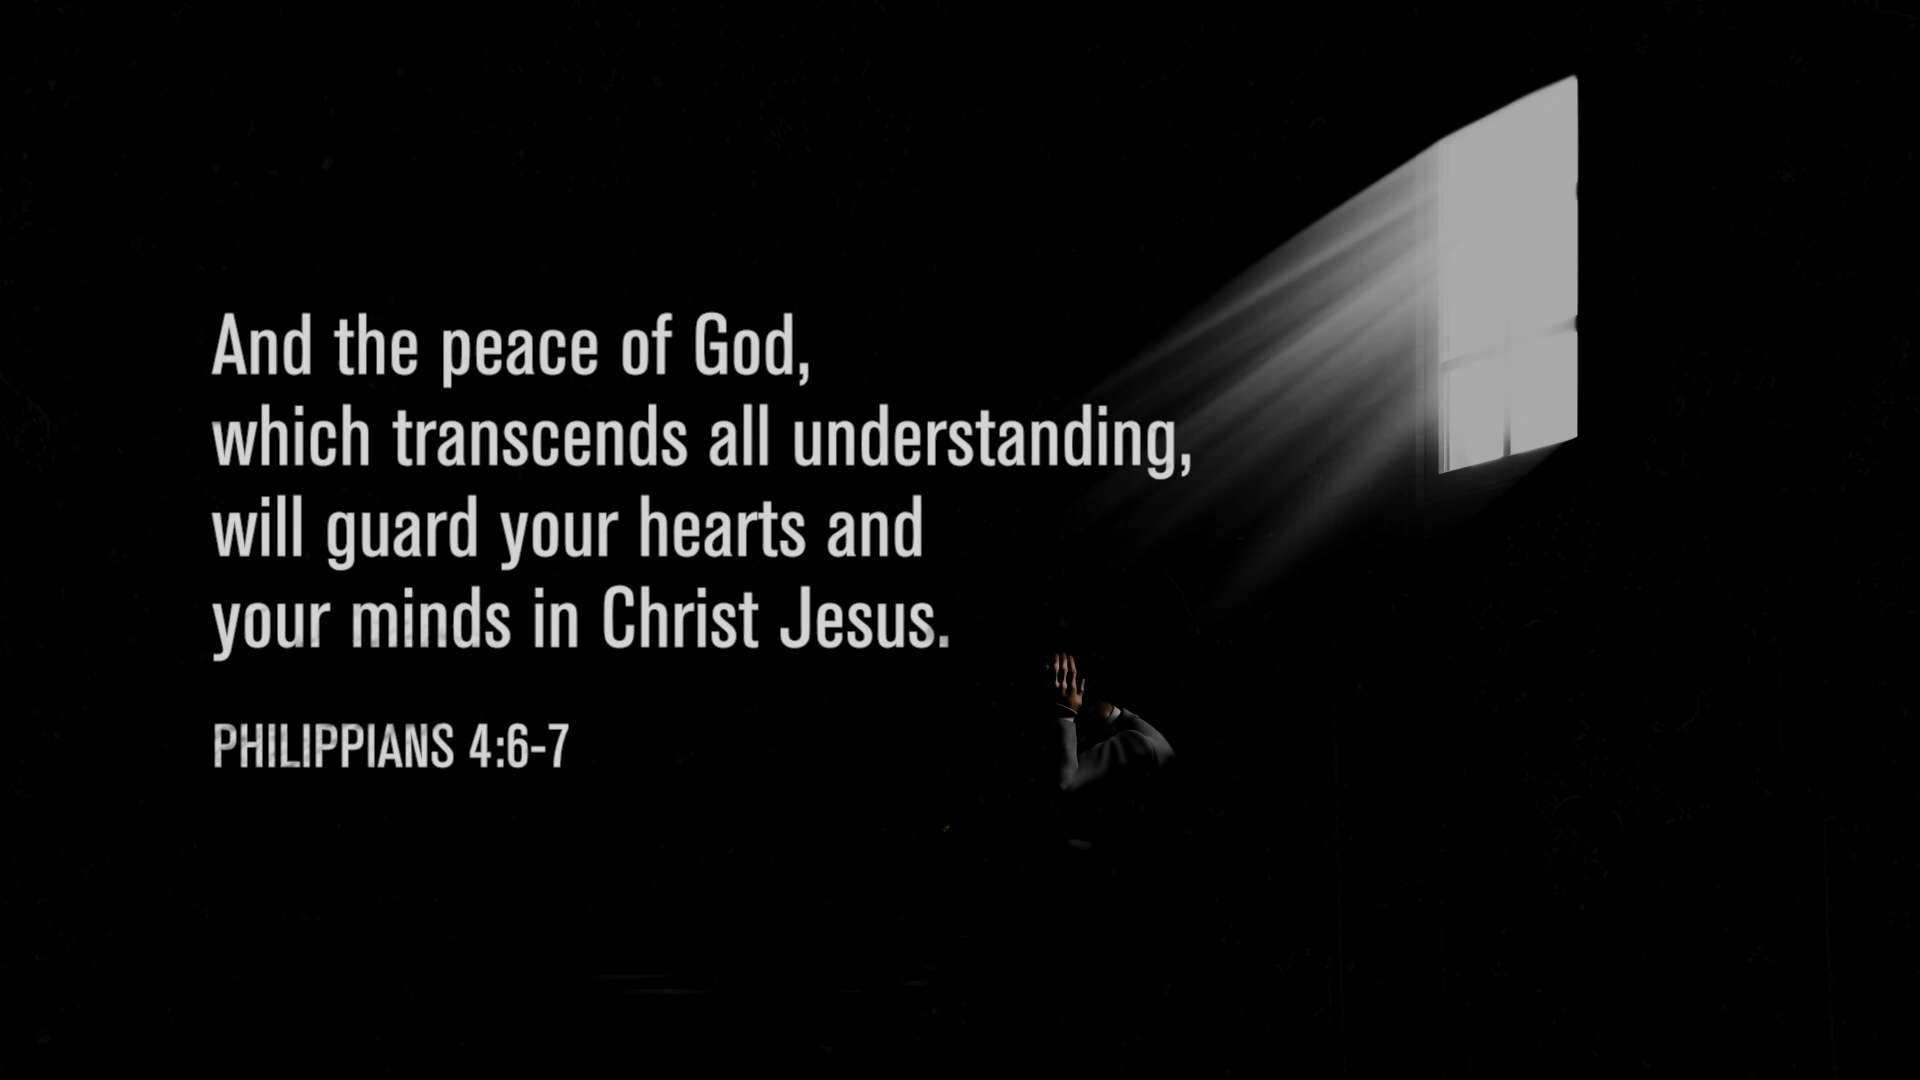 And the peace of God,
which transcends all understanding,
will guard your hearts and
your minds in Christ Jesus.
PHILIPPIANS 4:6-7